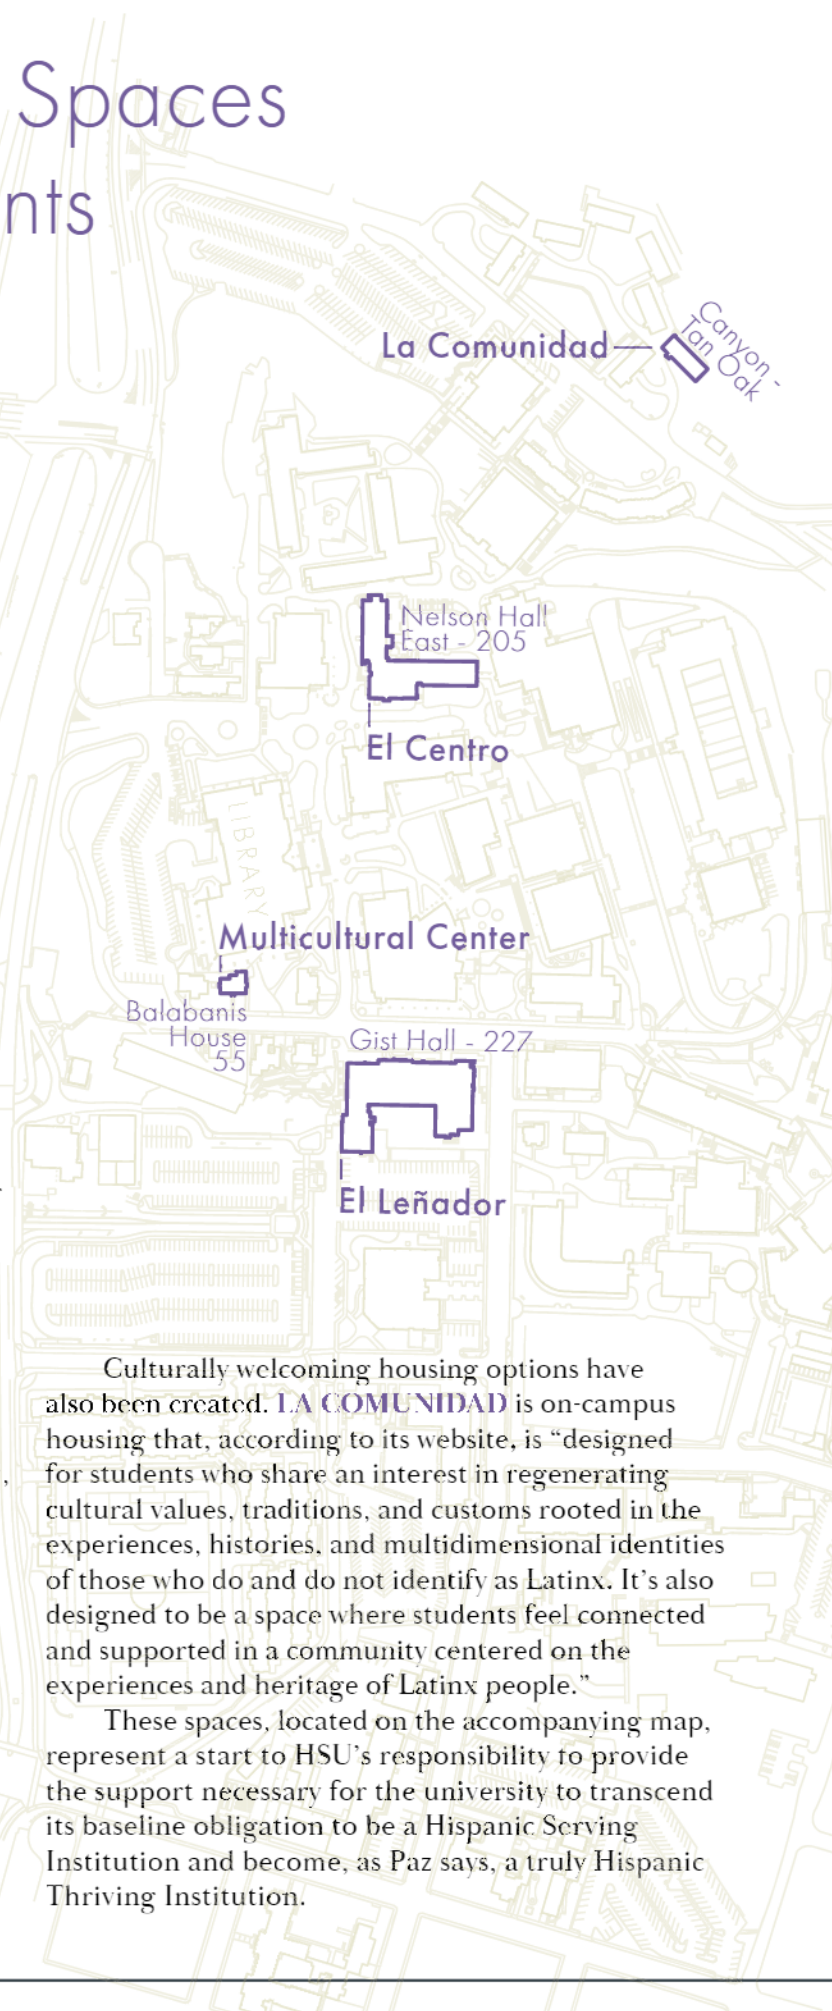 Spaces
nts
La Comunidad
Canyon -
Tan Oak
Nelson Hall
East - 205
El Centro
LIBRARY
Multicultural Center
Balabanis
House
55
Gist Hall - 227
El Leñador
Culturally welcoming housing options have
also been created. LA COMUNIDAD is on-campus
housing that, according to its website, is “designed
for students who share an interest in regenerating
cultural values, traditions, and customs rooted in the
experiences, histories, and multidimensional identities
of those who do and do not identify as Latinx. It’s also
designed to be a space where students feel connected
and supported in a community centered on the
experiences and heritage of Latinx people.”
These spaces, located on the accompanying map,
represent a start to HSU’s responsibility to provide
the support necessary for the university to transcend
its baseline obligation to be a Hispanic Serving
Institution and become, as Paz says, a truly Hispanic
Thriving Institution.